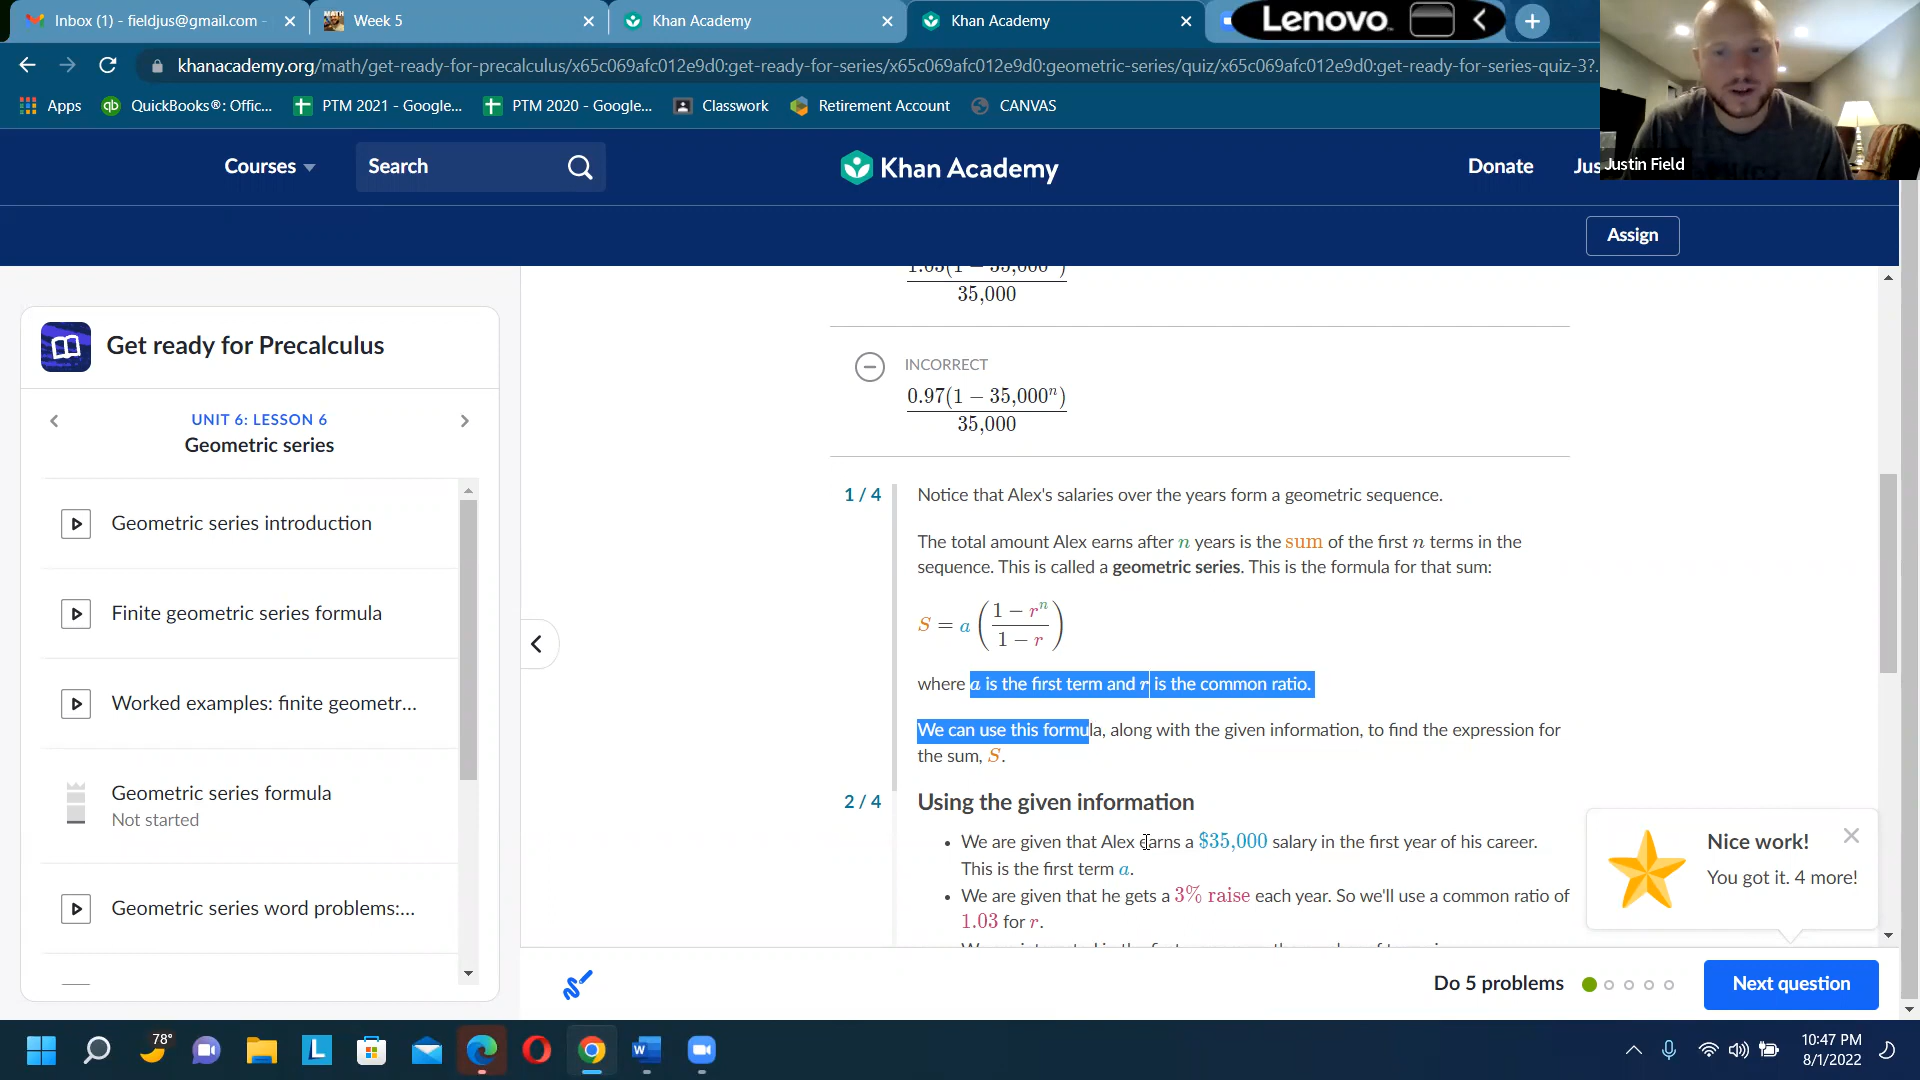 Inbox (1) - fieldjus@gmail.com -
Week 5
Khan Academy
Khan Academy
Lenovo
khanacademy.org/math/get-ready-for-precalculus/x65c069afc012e9d0:get-ready-for-series/x65c069afc012e9d0:geometric-series/quiz/x65c069afc012e9d0:get-ready-for-series-quiz-3?.
Apps
QuickBooks®: Offic...
PTM 2021 - Google...
PTM 2020 - Google...
Classwork
Retirement Account
CANVAS
Justin Field
Courses
Search
Khan Academy
Donate
Jus
Assign
Get ready for Precalculus
UNIT 6: LESSON 6
Geometric series
Geometric series introduction
Finite geometric series formula
Worked examples: finite geometr...
Geometric series formula
Not started
Geometric series word problems:...
35,000
INCORRECT
0.97(1 − 35,000ⁿ)
35,000
1 / 4
Notice that Alex's salaries over the years form a geometric sequence.
The total amount Alex earns after n years is the sum of the first n terms in the
sequence. This is called a geometric series. This is the formula for that sum:
S = a ( (1 − rⁿ) / (1 − r) )
where a is the first term and r is the common ratio.
We can use this formula, along with the given information, to find the expression for
the sum, S.
2 / 4
Using the given information
• We are given that Alex earns a $35,000 salary in the first year of his career.
This is the first term a.
• We are given that he gets a 3% raise each year. So we'll use a common ratio of
1.03 for r.
Nice work!
You got it. 4 more!
Do 5 problems
Next question
78°
10:47 PM
8/1/2022